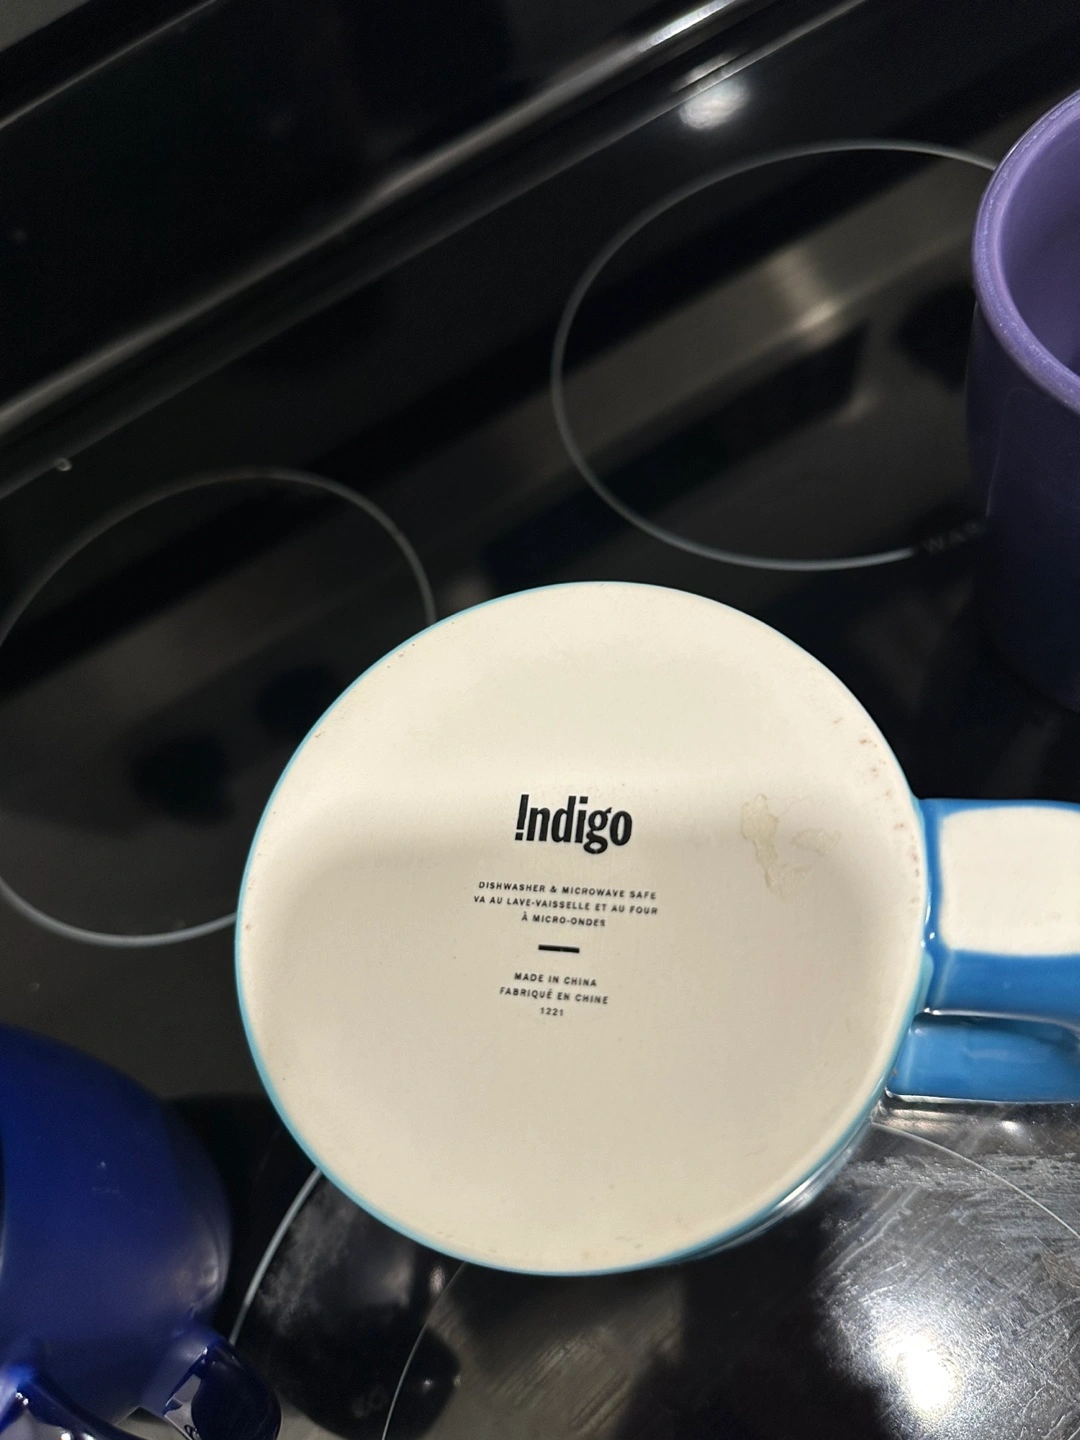 !ndigo
DISHWASHER & MICROWAVE SAFE
VA AU LAVE-VAISSELLE ET AU FOUR
À MICRO-ONDES
MADE IN CHINA
FABRIQUÉ EN CHINE
1221